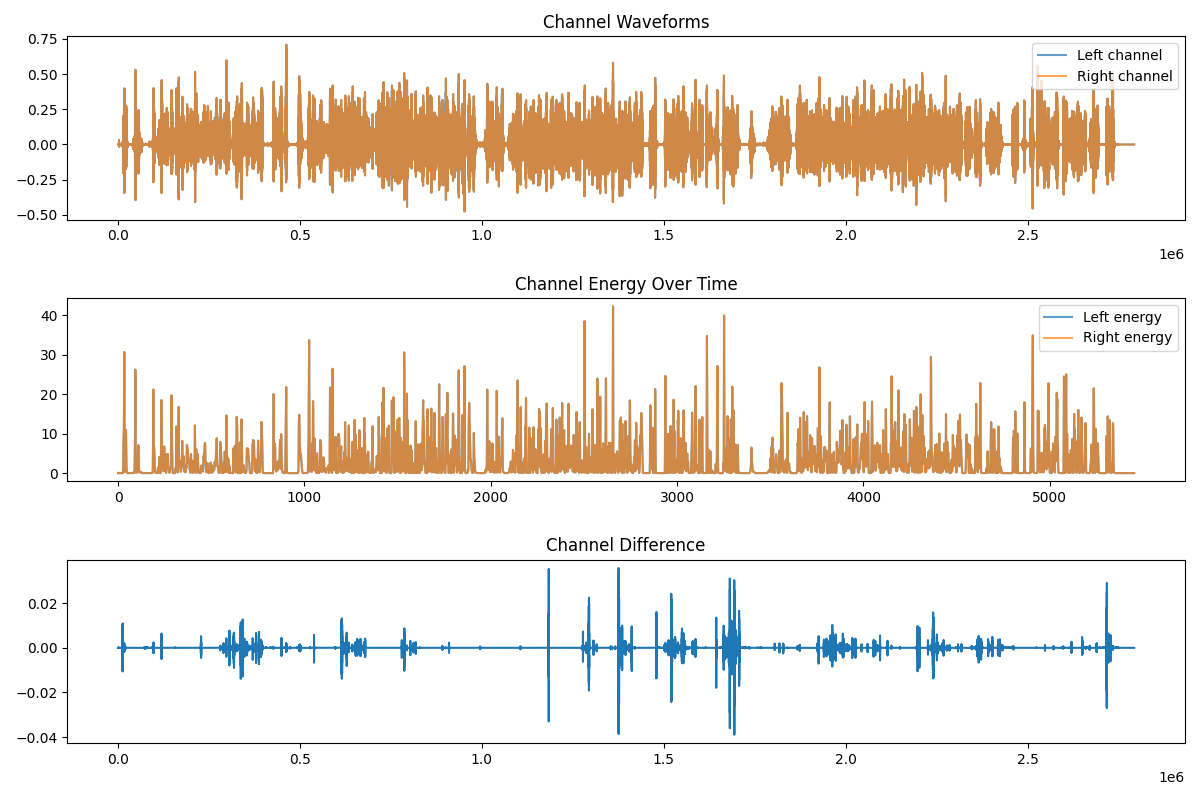 Channel Waveforms
0.75
0.50
0.25
0.00
−0.25
−0.50
Left channel
Right channel
0.0 0.5 1.0 1.5 2.0 2.5
1e6
Channel Energy Over Time
40
30
20
10
0
Left energy
Right energy
0 1000 2000 3000 4000 5000
Channel Difference
0.02
0.00
−0.02
−0.04
0.0 0.5 1.0 1.5 2.0 2.5
1e6